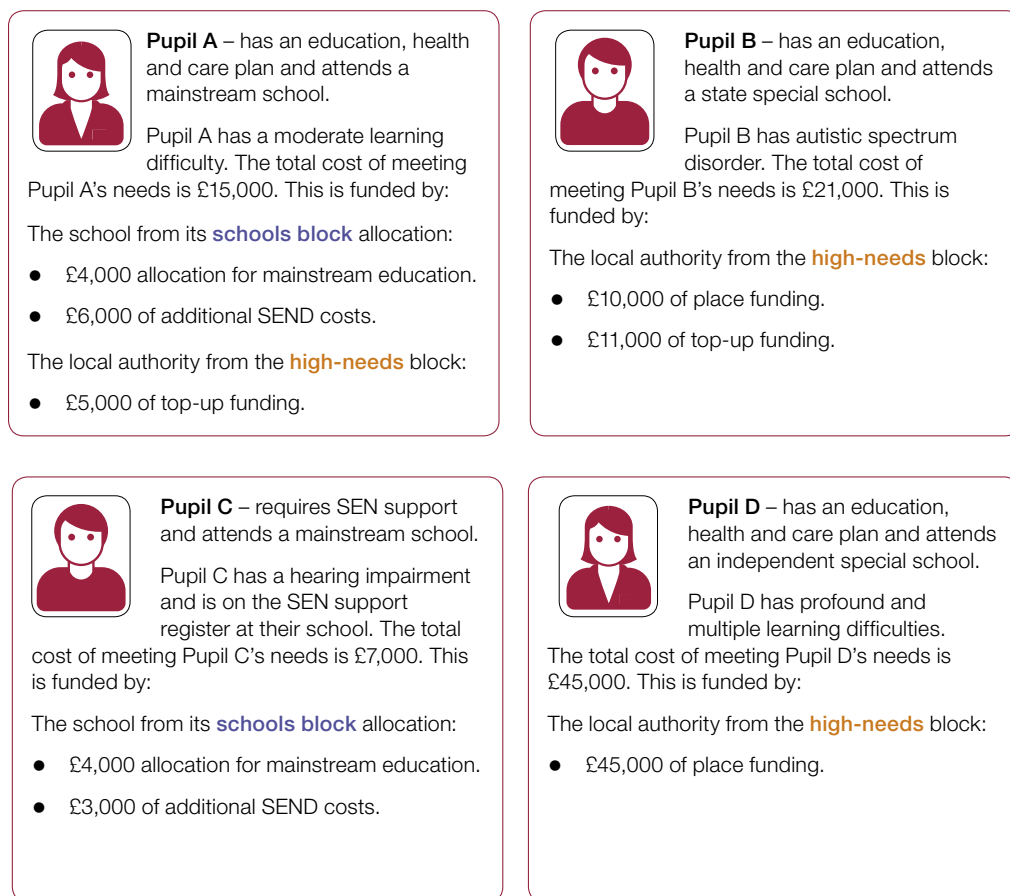 Pupil A – has an education, health
and care plan and attends a
mainstream school.
Pupil A has a moderate learning
difficulty. The total cost of meeting
Pupil A's needs is £15,000. This is funded by:
The school from its schools block allocation:
● £4,000 allocation for mainstream education.
● £6,000 of additional SEND costs.
The local authority from the high-needs block:
● £5,000 of top-up funding.
Pupil B – has an education,
health and care plan and attends
a state special school.
Pupil B has autistic spectrum
disorder. The total cost of
meeting Pupil B's needs is £21,000. This is
funded by:
The local authority from the high-needs block:
● £10,000 of place funding.
● £11,000 of top-up funding.
Pupil C – requires SEN support
and attends a mainstream school.
Pupil C has a hearing impairment
and is on the SEN support
register at their school. The total
cost of meeting Pupil C's needs is £7,000. This
is funded by:
The school from its schools block allocation:
● £4,000 allocation for mainstream education.
● £3,000 of additional SEND costs.
Pupil D – has an education,
health and care plan and attends
an independent special school.
Pupil D has profound and
multiple learning difficulties.
The total cost of meeting Pupil D's needs is
£45,000. This is funded by:
The local authority from the high-needs block:
● £45,000 of place funding.